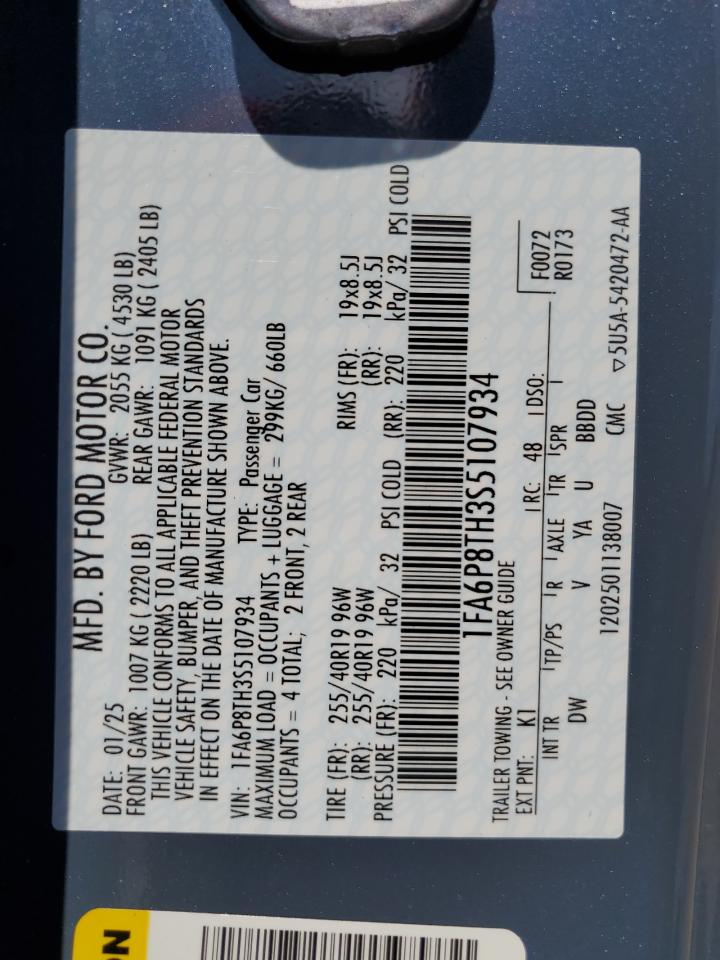 MFD. BY FORD MOTOR CO.
DATE: 01/25 GVWR: 2055 KG ( 4530 LB)
FRONT GAWR: 1007 KG ( 2220 LB) REAR GAWR: 1091 KG ( 2405 LB)
THIS VEHICLE CONFORMS TO ALL APPLICABLE FEDERAL MOTOR
VEHICLE SAFETY, BUMPER, AND THEFT PREVENTION STANDARDS
IN EFFECT ON THE DATE OF MANUFACTURE SHOWN ABOVE.
VIN: 1FA6P8TH3S5107934 TYPE: Passenger Car
MAXIMUM LOAD = OCCUPANTS + LUGGAGE = 299KG/ 660LB
OCCUPANTS = 4 TOTAL; 2 FRONT, 2 REAR
TIRE (FR): 255/40R19 96W RIMS (FR): 19x8.5J
(RR): 255/40R19 96W (RR): 19x8.5J
PRESSURE (FR): 220 kPa/ 32 PSI COLD (RR): 220 kPa/ 32 PSI COLD
1FA6P8TH3S5107934
TRAILER TOWING - SEE OWNER GUIDE F0072
EXT PNT: K1 RC: 48 DSO: R0173
INT TR TP/PS R AXLE TR SPR
DW V YA U BBDD
1202501138007 CMC ▽5U5A-5420472-AA
ON